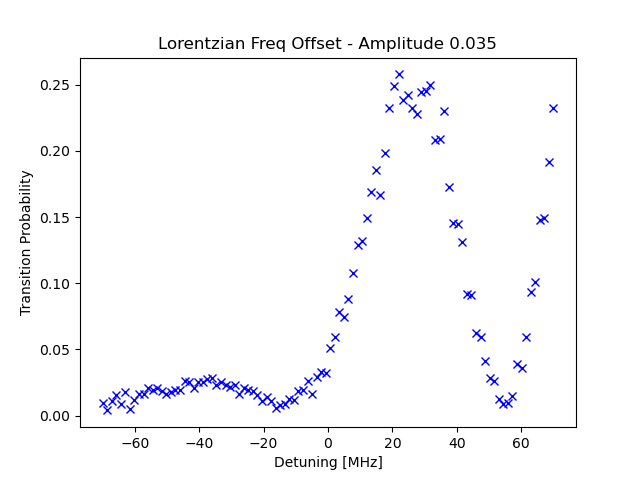 Lorentzian Freq Offset - Amplitude 0.035
Transition Probability
0.25
0.20
0.15
0.10
0.05
0.00
−60 −40 −20 0 20 40 60
Detuning [MHz]